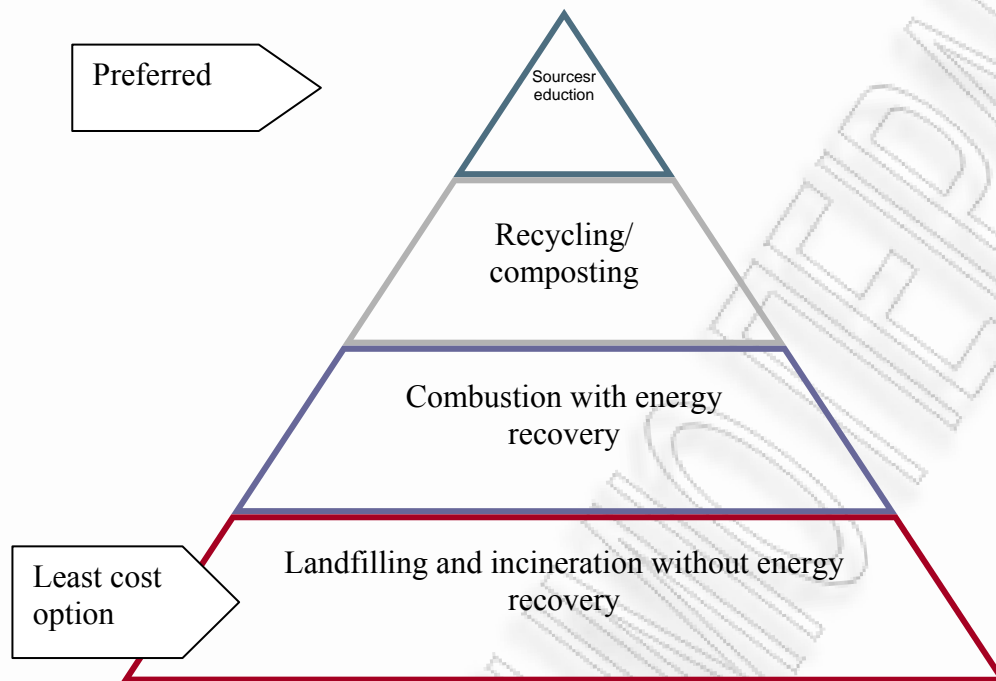 Preferred
Sourcesr
eduction
Recycling/
composting
Combustion with energy
recovery
Least cost
option
Landfilling and incineration without energy
recovery